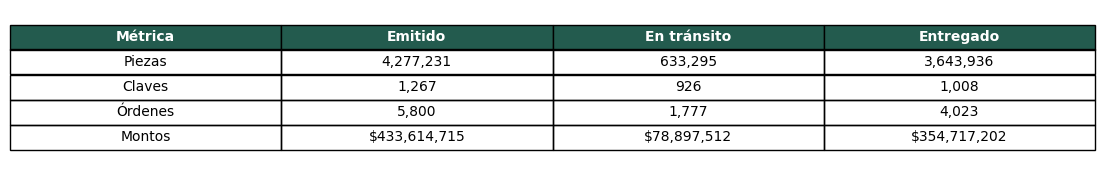 Métrica Emitido En tránsito Entregado
Piezas 4,277,231 633,295 3,643,936
Claves 1,267 926 1,008
Órdenes 5,800 1,777 4,023
Montos $433,614,715 $78,897,512 $354,717,202